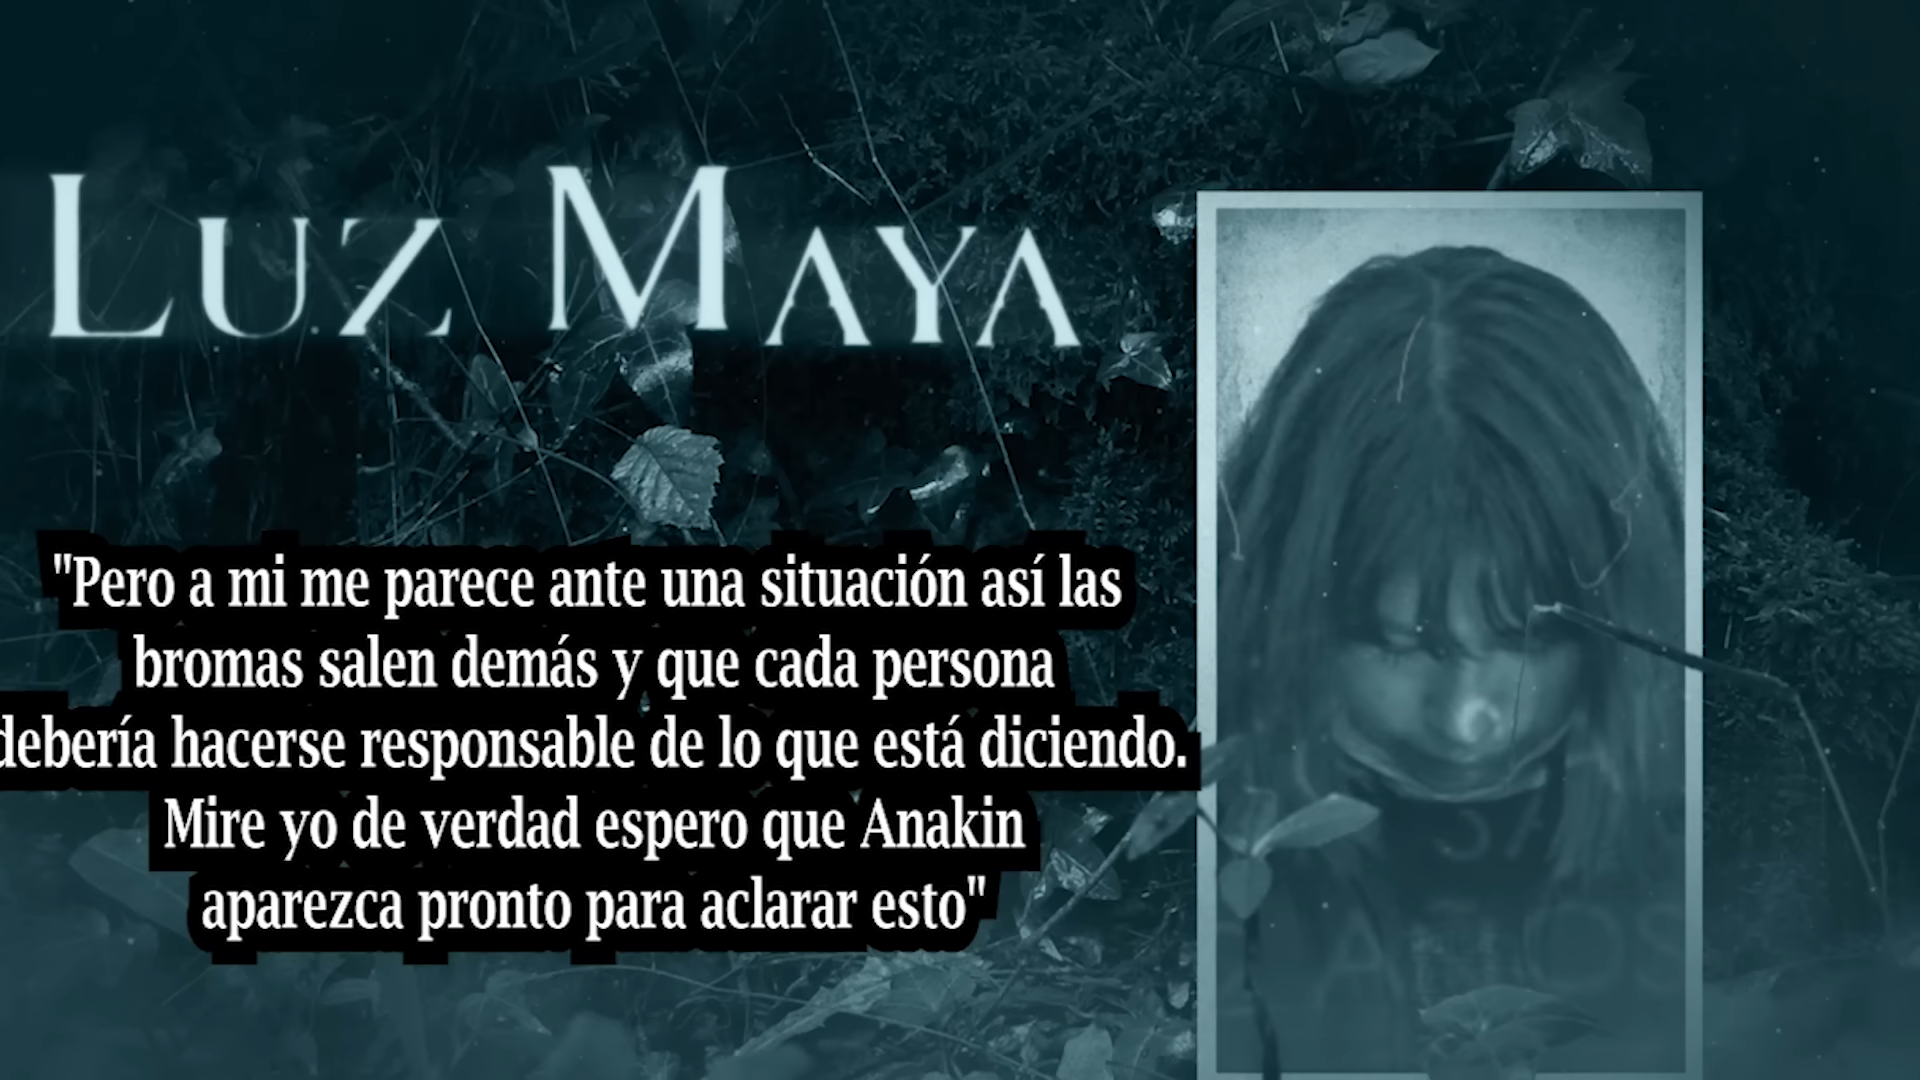 LUZ MAYA
"Pero a mi me parece ante una situación así las
bromas salen demás y que cada persona
debería hacerse responsable de lo que está diciendo.
Mire yo de verdad espero que Anakin
aparezca pronto para aclarar esto"